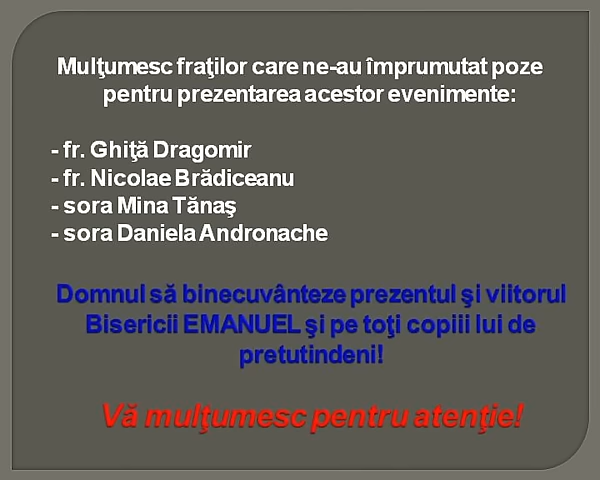 Mulţumesc fraţilor care ne-au împrumutat poze
pentru prezentarea acestor evenimente:
- fr. Ghiţă Dragomir
- fr. Nicolae Brădiceanu
- sora Mina Tănaş
- sora Daniela Andronache
Domnul să binecuvânteze prezentul şi viitorul
Bisericii EMANUEL şi pe toţi copiii lui de
pretutindeni!
Vă mulţumesc pentru atenţie!